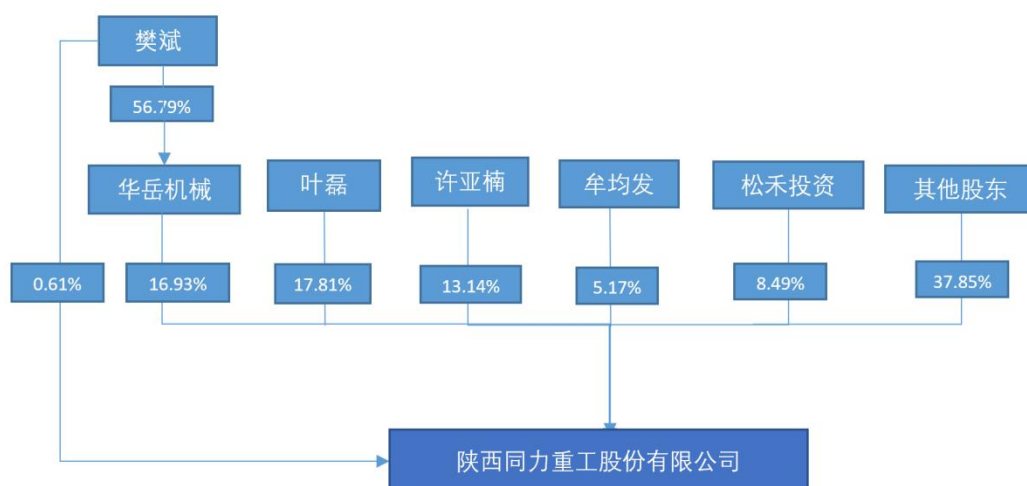 樊斌
56.79%
华岳机械
叶磊
许亚楠
牟均发
松禾投资
其他股东
0.61%
16.93%
17.81%
13.14%
5.17%
8.49%
37.85%
陕西同力重工股份有限公司